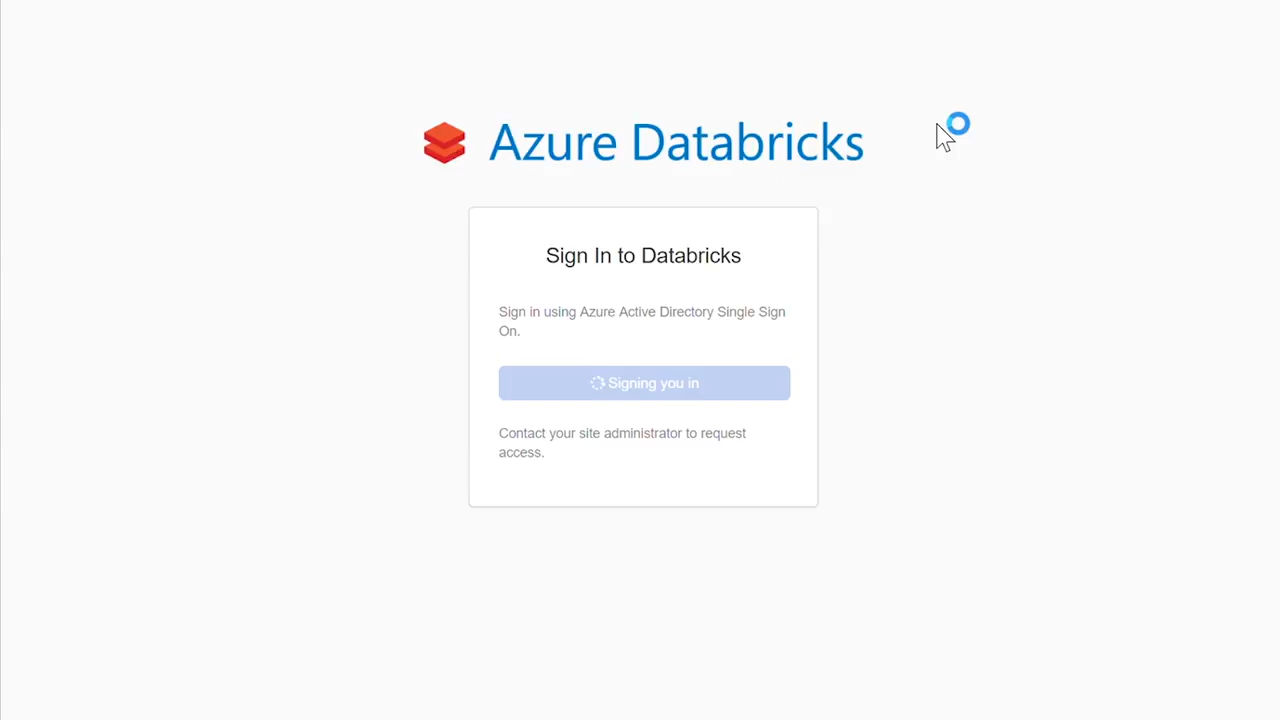 Azure Databricks
Sign In to Databricks
Sign in using Azure Active Directory Single Sign
On.
Signing you in
Contact your site administrator to request
access.